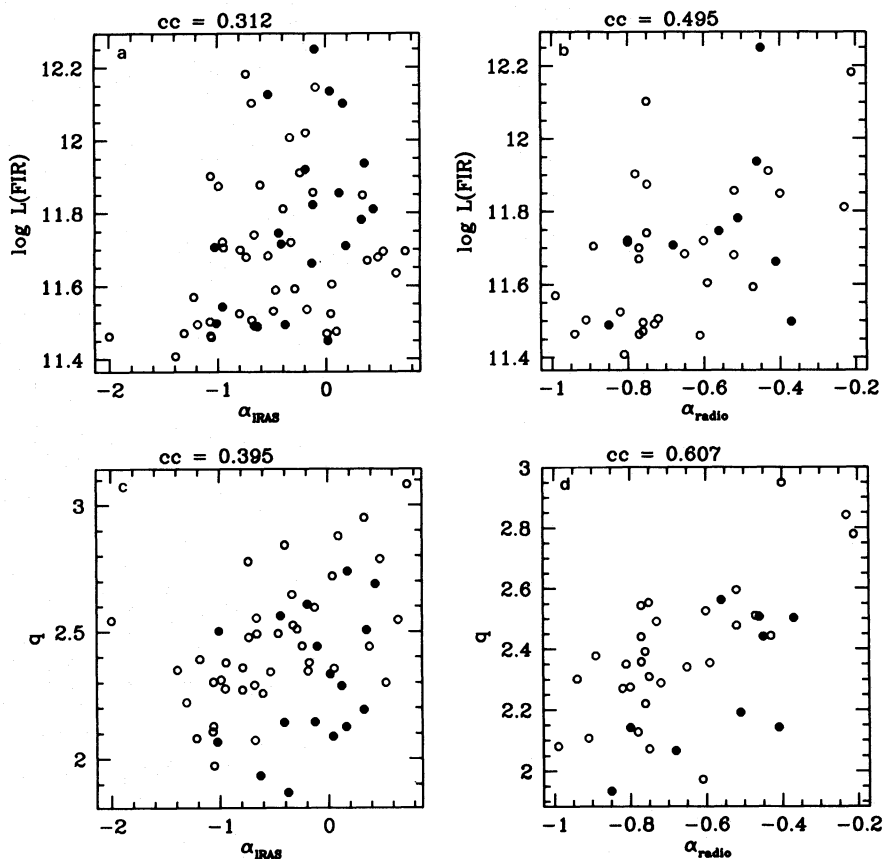 cc = 0.312
a
log L(FIR)
12.2
12
11.8
11.6
11.4
−2
−1
0
α_IRAS
cc = 0.495
b
log L(FIR)
12.2
12
11.8
11.6
11.4
−1
−0.8
−0.6
−0.4
−0.2
α_radio
cc = 0.395
c
q
3
2.5
2
−2
−1
0
α_IRAS
cc = 0.607
d
q
3
2.8
2.6
2.4
2.2
2
−1
−0.8
−0.6
−0.4
−0.2
α_radio